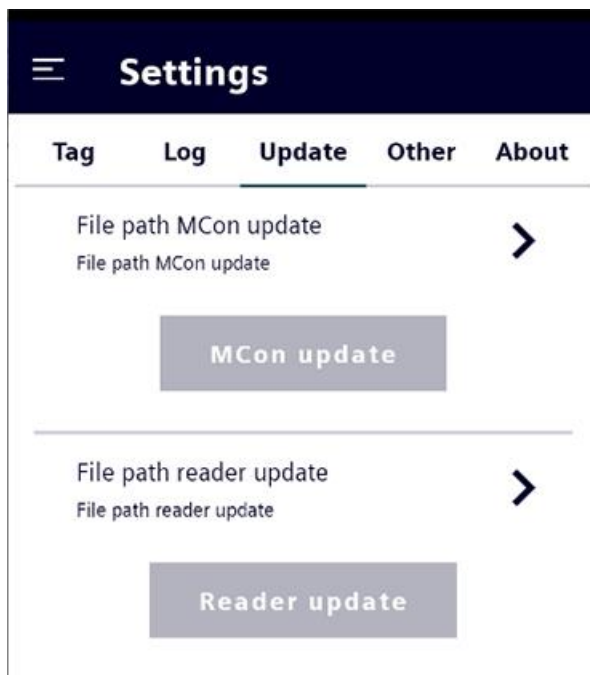 Settings
Tag Log Update Other About
File path MCon update
File path MCon update
MCon update
File path reader update
File path reader update
Reader update